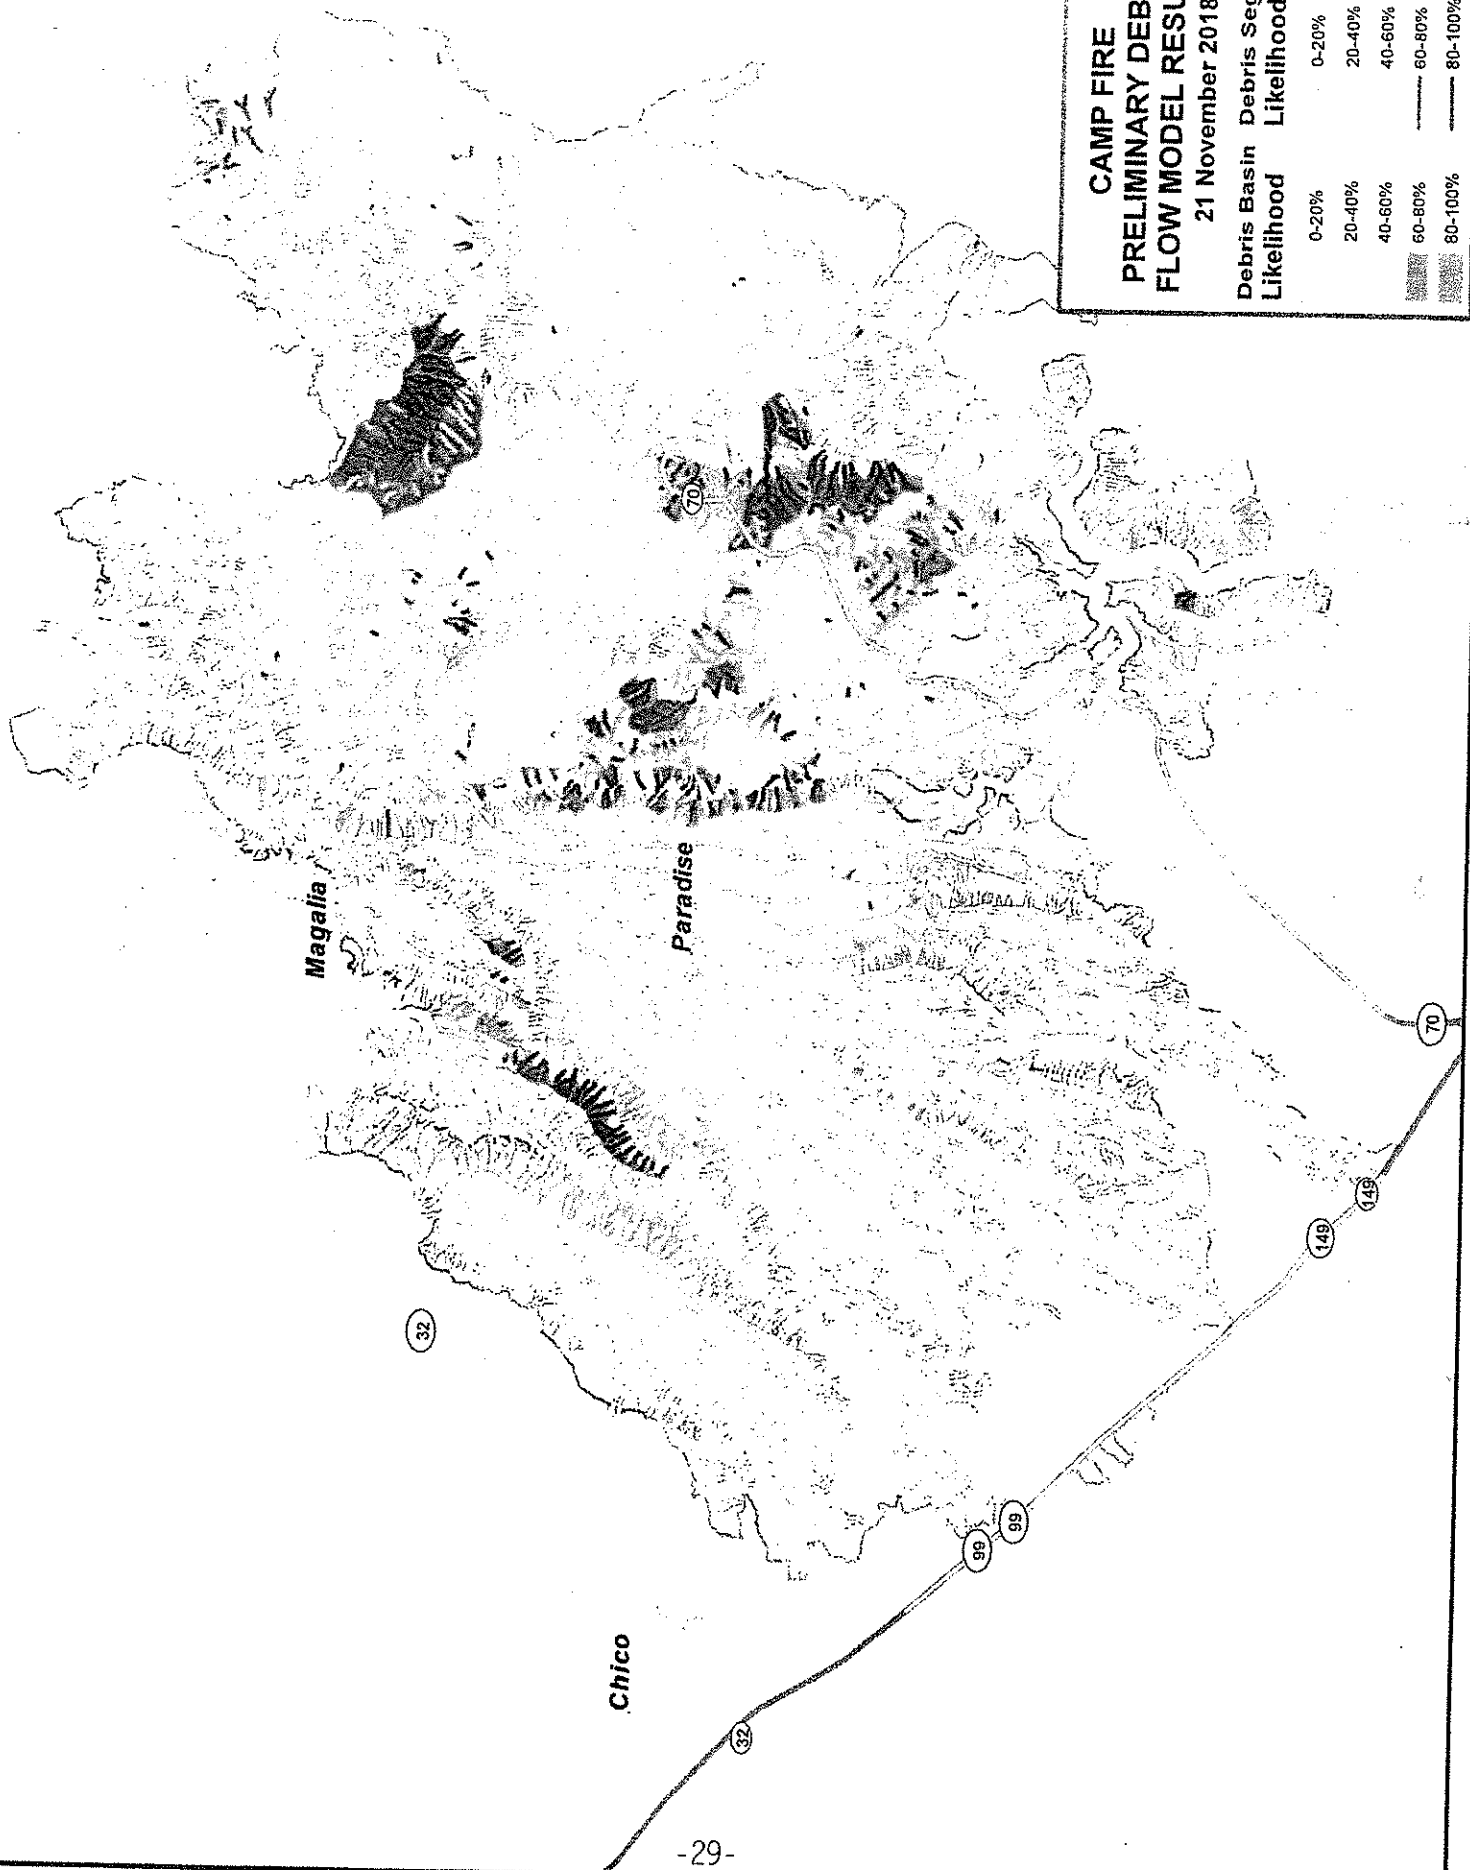 CAMP FIRE
PRELIMINARY DEB
FLOW MODEL RESU
21 November 2018
Debris Basin Debris Seg
Likelihood Likelihood
0-20% 0-20%
20-40% 20-40%
40-60% 40-60%
60-80% 60-80%
80-100% 80-100%
Magalia
Paradise
Chico
32
32
99
99
149
149
70
70
-29-